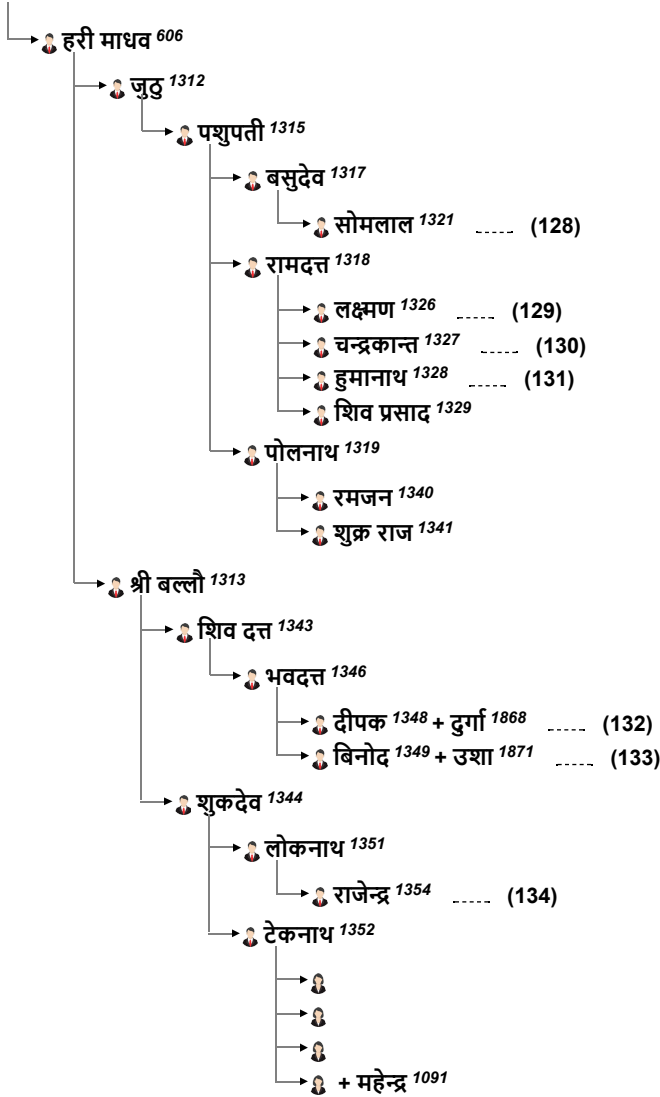 हरी माधव 606
जुठु 1312
पशुपती 1315
बसुदेव 1317
सोमलाल 1321 ...... (128)
रामदत्त 1318
लक्ष्मण 1326 ...... (129)
चन्द्रकान्त 1327 ...... (130)
हुमानाथ 1328 ...... (131)
शिव प्रसाद 1329
पोलनाथ 1319
रमजन 1340
शुक्र राज 1341
श्री बल्लौ 1313
शिव दत्त 1343
भवदत्त 1346
दीपक 1348 + दुर्गा 1868 ...... (132)
बिनोद 1349 + उशा 1871 ...... (133)
शुकदेव 1344
लोकनाथ 1351
राजेन्द्र 1354 ...... (134)
टेकनाथ 1352
+ महेन्द्र 1091